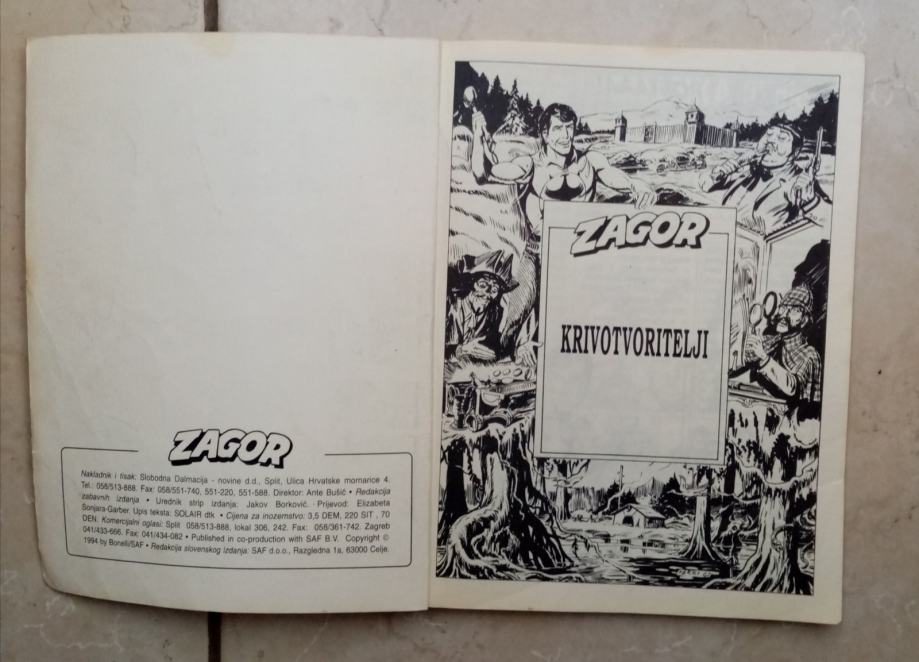 ZAGOR
Nakladnik i tisak: Slobodna Dalmacija - novine d.d., Split, Ulica Hrvatske mornarice 4.
Tel.: 058/513-888. Fax: 058/551-740, 551-220, 551-588. Direktor: Ante Bušić • Redakcija
zabavnih izdanja • Urednik strip izdanja: Jakov Borković. Prijevod: Elizabeta
Šonjara-Garber. Upis teksta: SOLAIR dtk. • Cijena za inozemstvo: 3,5 DEM, 220 SIT, 70
DEN. Komercijalni oglasi: Split 058/513-888, lokal 306, 242. Fax: 058/361-742. Zagreb
041/433-666. Fax: 041/434-082 • Published in co-production with SAF B.V. Copyright ©
1994 by Bonelli/SAF • Redakcija slovenskog izdanja: SAF d.o.o., Razgledna 1a, 63000 Celje.
ZAGOR
KRIVOTVORITELJI